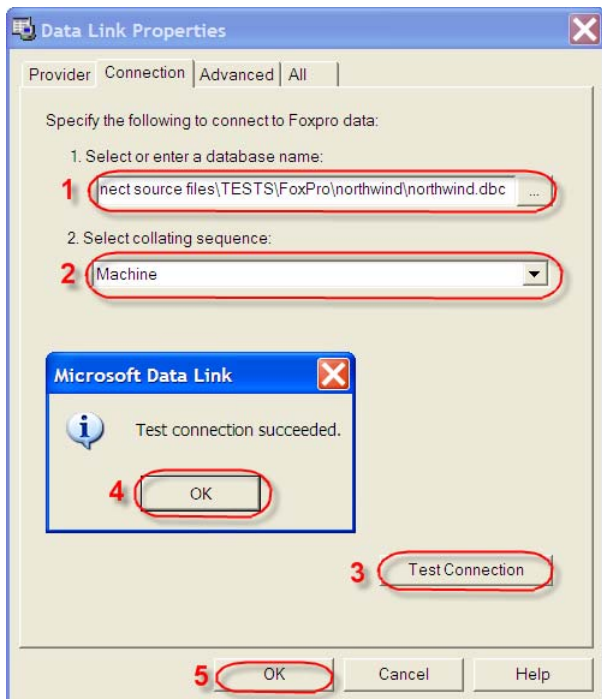 Data Link Properties
Provider Connection Advanced All
Specify the following to connect to Foxpro data:
1. Select or enter a database name:
1 nect source files\TESTS\FoxPro\northwind\northwind.dbc ...
2. Select collating sequence:
2 Machine
Microsoft Data Link
Test connection succeeded.
4 OK
3 Test Connection
5 OK Cancel Help